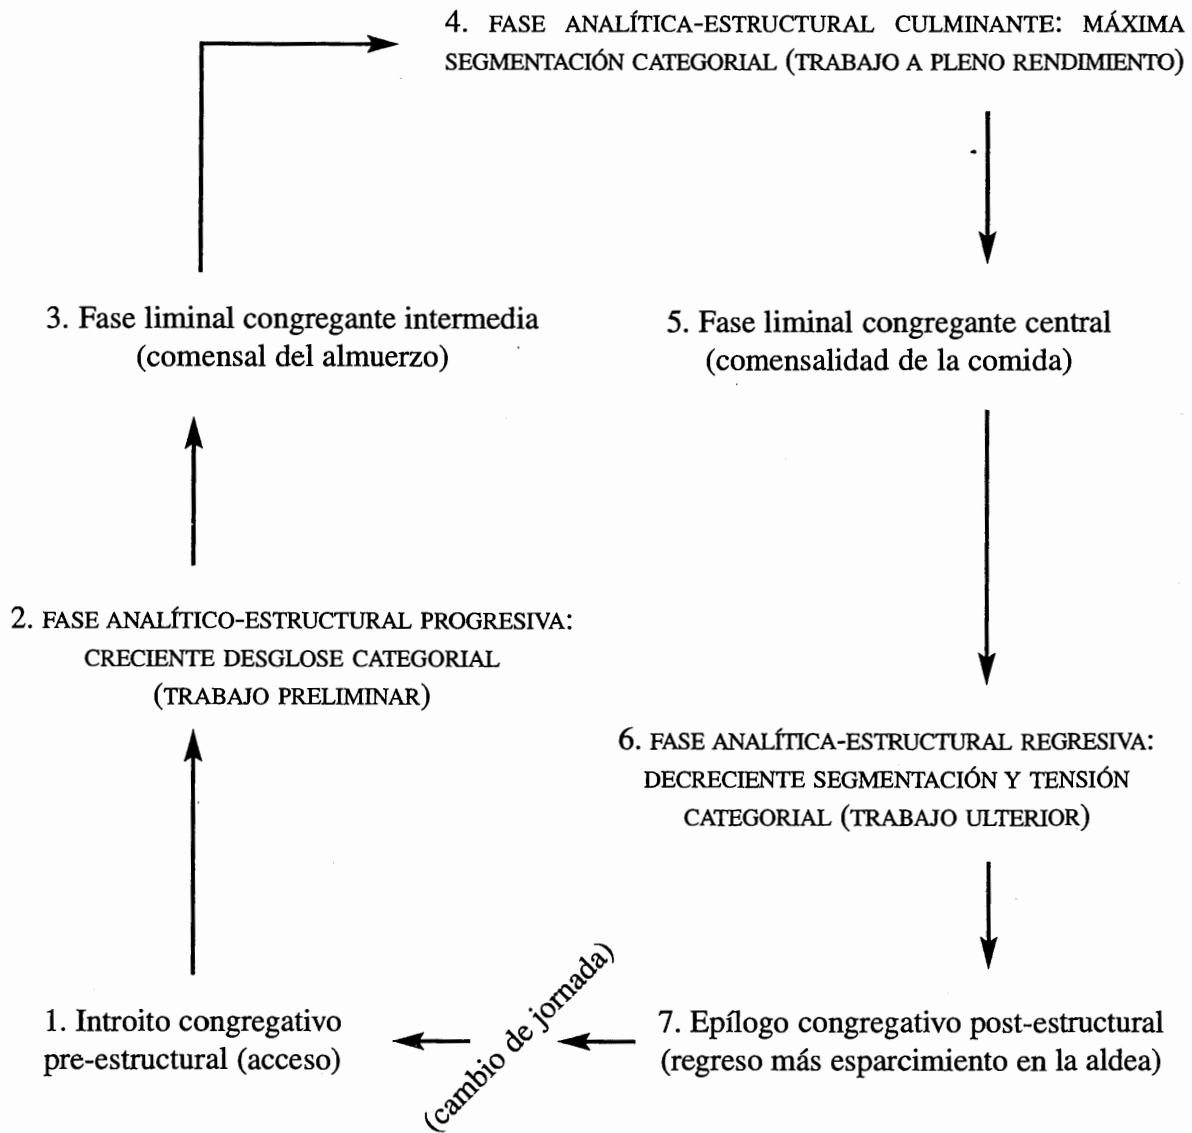 4. FASE ANALÍTICA-ESTRUCTURAL CULMINANTE: MÁXIMA
SEGMENTACIÓN CATEGORIAL (TRABAJO A PLENO RENDIMIENTO)
3. Fase liminal congregante intermedia
(comensal del almuerzo)
5. Fase liminal congregante central
(comensalidad de la comida)
2. FASE ANALÍTICO-ESTRUCTURAL PROGRESIVA:
CRECIENTE DESGLOSE CATEGORIAL
(TRABAJO PRELIMINAR)
6. FASE ANALÍTICA-ESTRUCTURAL REGRESIVA:
DECRECIENTE SEGMENTACIÓN Y TENSIÓN
CATEGORIAL (TRABAJO ULTERIOR)
1. Introito congregativo
pre-estructural (acceso)
(cambio de jornada)
7. Epílogo congregativo post-estructural
(regreso más esparcimiento en la aldea)